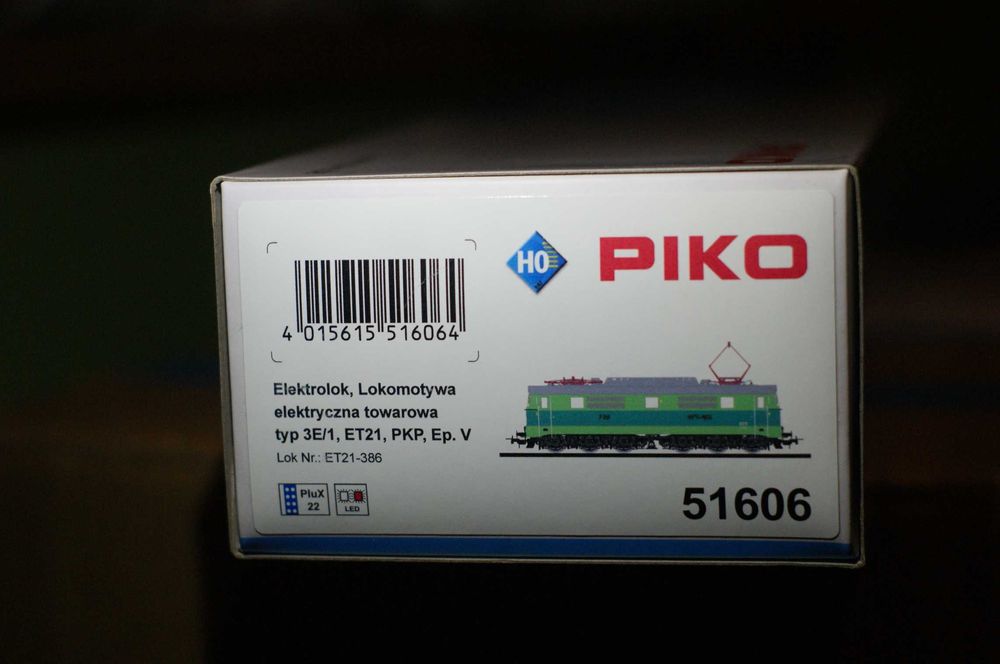 H0
PIKO
4 015615 516064
Elektrolok, Lokomotywa
elektryczna towarowa
typ 3E/1, ET21, PKP, Ep. V
Lok Nr.: ET21-386
PluX
22
LED
51606